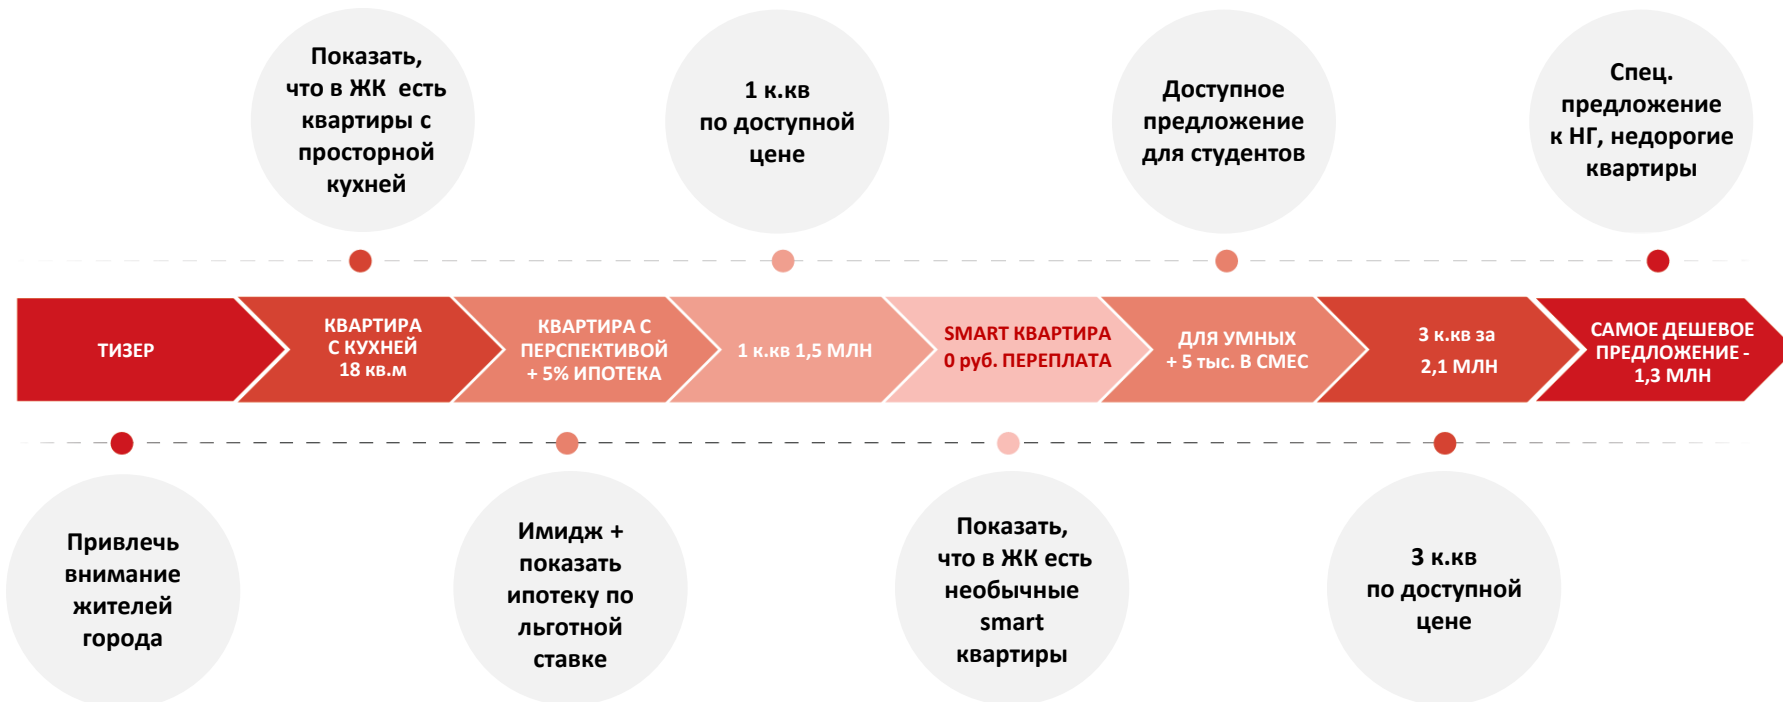 Показать,
что в ЖК есть
квартиры с
просторной
кухней
1 к.кв
по доступной
цене
Доступное
предложение
для студентов
Спец.
предложение
к НГ, недорогие
квартиры
ТИЗЕР
КВАРТИРА
С КУХНЕЙ
18 кв.м
КВАРТИРА С
ПЕРСПЕКТИВОЙ
+ 5% ИПОТЕКА
1 к.кв 1,5 МЛН
SMART КВАРТИРА
0 руб. ПЕРЕПЛАТА
ДЛЯ УМНЫХ
+ 5 тыс. В СМЕС
3 к.кв за
2,1 МЛН
САМОЕ ДЕШЕВОЕ
ПРЕДЛОЖЕНИЕ -
1,3 МЛН
Привлечь
внимание
жителей
города
Имидж +
показать
ипотеку по
льготной
ставке
Показать,
что в ЖК есть
необычные
smart
квартиры
3 к.кв
по доступной
цене